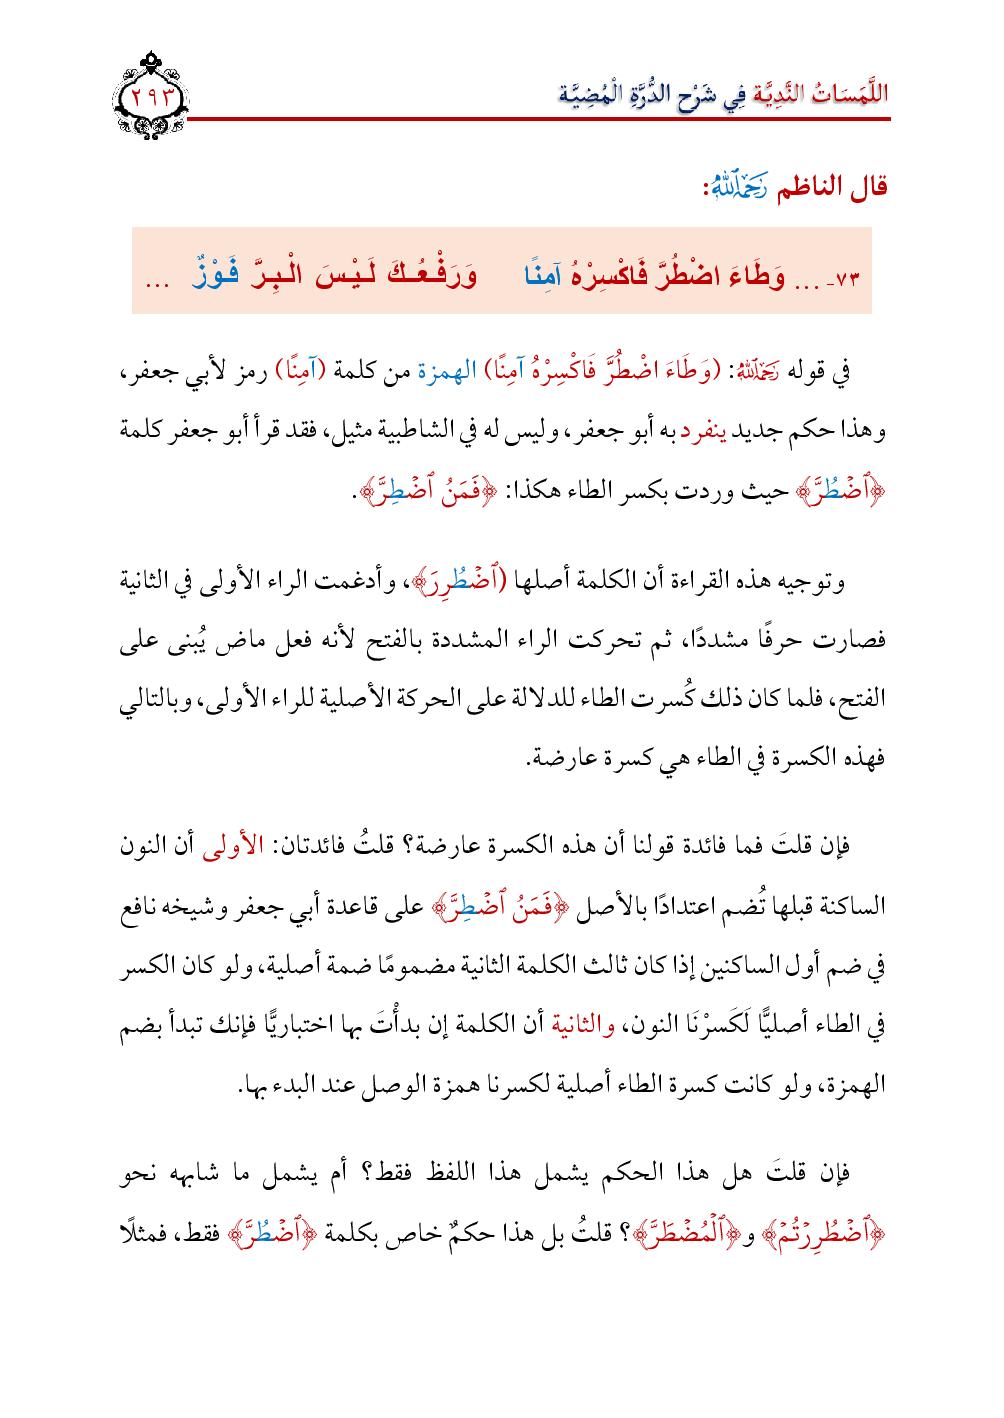 اللَّمَسَاتُ النَّدِيَّة فِي شَرْحِ الدُّرَّةِ الْمُضِيَّة
٢٩٣
قال الناظم رَحِمَهُ ٱللَّهُ:
٧٣- ... وَطَاءَ اضْطُرَّ فَاكْسِرْهُ آمِنًا وَرَفْعُكَ لَيْسَ الْبِرَّ فَوْزٌ ...
في قوله رَحِمَهُ ٱللَّهُ: (وَطَاءَ اضْطُرَّ فَاكْسِرْهُ آمِنًا) الهمزة من كلمة (آمِنًا) رمز لأبي جعفر،
وهذا حكم جديد ينفرد به أبو جعفر، وليس له في الشاطبية مثيل، فقد قرأ أبو جعفر كلمة
﴿ٱضْطُرَّ﴾ حيث وردت بكسر الطاء هكذا: ﴿فَمَنُ ٱضْطِرَّ﴾.
وتوجيه هذه القراءة أن الكلمة أصلها (ٱضْطُرِرَ﴾، وأدغمت الراء الأولى في الثانية
فصارت حرفًا مشددًا، ثم تحركت الراء المشددة بالفتح لأنه فعل ماض يُبنى على
الفتح، فلما كان ذلك كُسرت الطاء للدلالة على الحركة الأصلية للراء الأولى، وبالتالي
فهذه الكسرة في الطاء هي كسرة عارضة.
فإن قلتَ فما فائدة قولنا أن هذه الكسرة عارضة؟ قلتُ فائدتان: الأولى أن النون
الساكنة قبلها تُضم اعتدادًا بالأصل ﴿فَمَنُ ٱضْطِرَّ﴾ على قاعدة أبي جعفر وشيخه نافع
في ضم أول الساكنين إذا كان ثالث الكلمة الثانية مضمومًا ضمة أصلية، ولو كان الكسر
في الطاء أصليًّا لَكَسرْنَا النون، والثانية أن الكلمة إن بدأْتَ بها اختباريًّا فإنك تبدأ بضم
الهمزة، ولو كانت كسرة الطاء أصلية لكسرنا همزة الوصل عند البدء بها.
فإن قلتَ هل هذا الحكم يشمل هذا اللفظ فقط؟ أم يشمل ما شابهه نحو
﴿ٱضْطُرِرْتُمْ﴾ و﴿ٱلْمُضْطَرَّ﴾؟ قلتُ بل هذا حكمٌ خاص بكلمة ﴿ٱضْطُرَّ﴾ فقط، فمثلًا